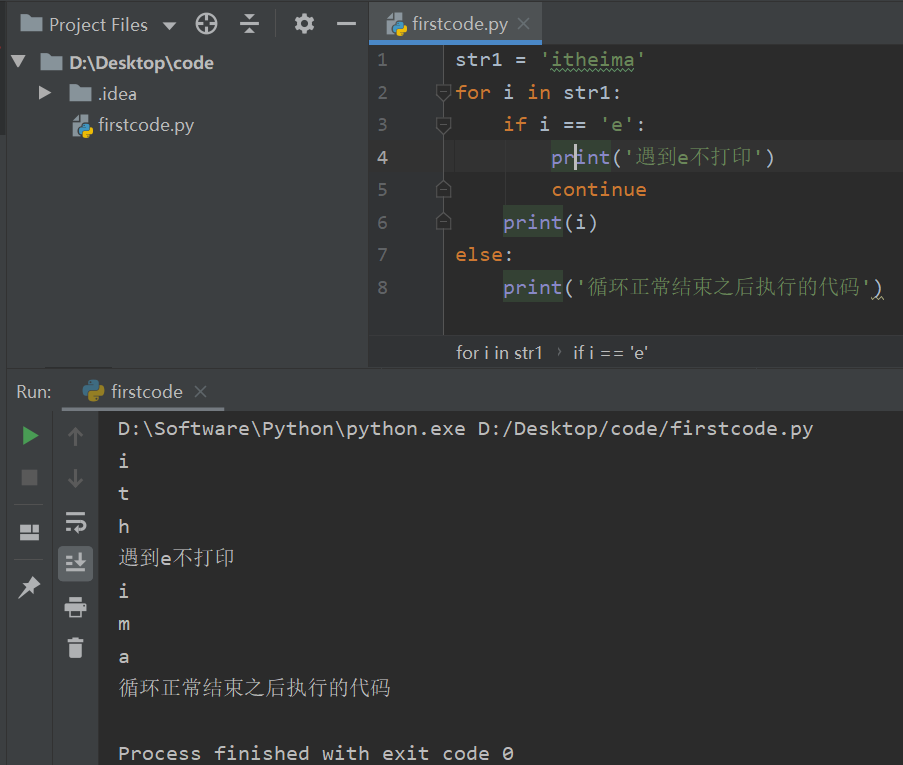 Project Files
D:\Desktop\code
.idea
firstcode.py
firstcode.py
1 str1 = 'itheima'
2 for i in str1:
3     if i == 'e':
4         print('遇到e不打印')
5         continue
6     print(i)
7 else:
8     print('循环正常结束之后执行的代码')
for i in str1 › if i == 'e'
Run: firstcode
D:\Software\Python\python.exe D:/Desktop/code/firstcode.py
i
t
h
遇到e不打印
i
m
a
循环正常结束之后执行的代码
Process finished with exit code 0